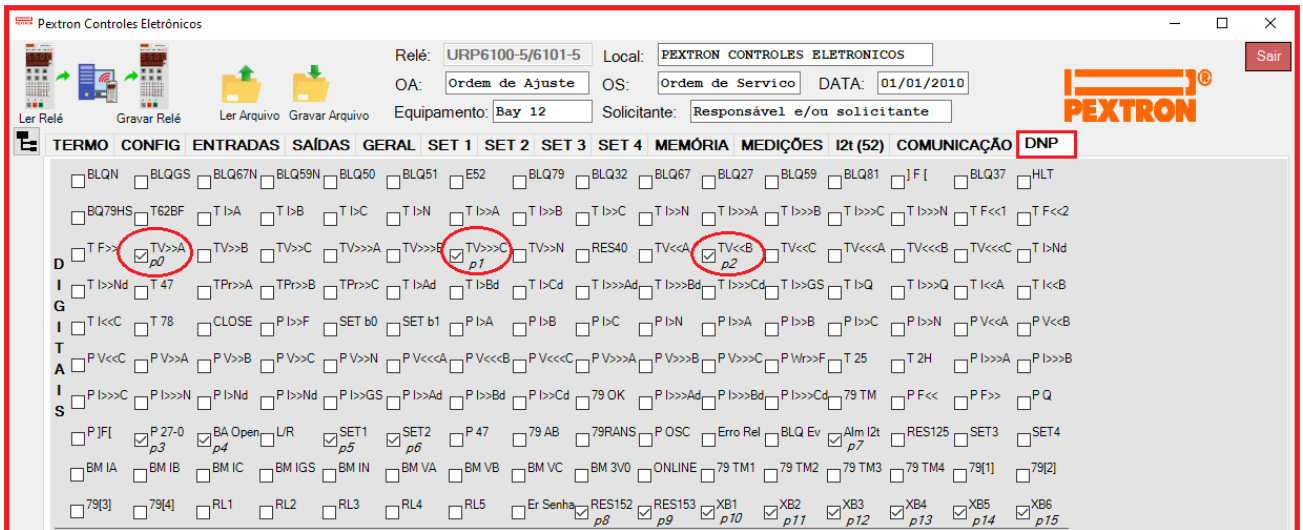 Pextron Controles Eletrônicos
Relé: URP6100-5/6101-5 Local: PEXTRON CONTROLES ELETRONICOS Sair
OA: Ordem de Ajuste OS: Ordem de Servico DATA: 01/01/2010
Equipamento: Bay 12 Solicitante: Responsável e/ou solicitante
PEXTRON ®
Ler Relé Gravar Relé Ler Arquivo Gravar Arquivo
TERMO CONFIG ENTRADAS SAÍDAS GERAL SET 1 SET 2 SET 3 SET 4 MEMÓRIA MEDIÇÕES I2t (52) COMUNICAÇÃO DNP
DIGITAIS
BLQN BLQGS BLQ67N BLQ59N BLQ50 BLQ51 E52 BLQ79 BLQ32 BLQ67 BLQ27 BLQ59 BLQ81 ] F [ BLQ37 HLT
BQ79HS T62BF T I>A T I>B T I>C T I>N T I>>A T I>>B T I>>C T I>>N T I>>>A T I>>>B T I>>>C T I>>>N T F<<1 T F<<2
T F>> TV>>A TV>>B TV>>C TV>>>A TV>>>B TV>>>C TV>>N RES40 TV<<A TV<<B TV<<C TV<<<A TV<<<B TV<<<C T I>Nd
p0 p1 p2
T I>>Nd T 47 TPr>>A TPr>>B TPr>>C T I>Ad T I>Bd T I>Cd T I>>>Ad T I>>>Bd T I>>>Cd T I>>GS T I>Q T I>>>Q T I<<A T I<<B
T I<<C T 78 CLOSE P I>>F SET b0 SET b1 P I>A P I>B P I>C P I>N P I>>A P I>>B P I>>C P I>>N P V<<A P V<<B
P V<<C P V>>A P V>>B P V>>C P V>>N P V<<<A P V<<<B P V<<<C P V>>>A P V>>>B P V>>>C P Wr>>F T 25 T 2H P I>>>A P I>>>B
P I>>>C P I>>>N P I>Nd P I>>Nd P I>>GS P I>>Ad P I>>Bd P I>>Cd 79 OK P I>>>Ad P I>>>Bd P I>>>Cd 79 TM P F<< P F>> P Q
P ]F[ P 27-0 BA Open L/R SET1 SET2 P 47 79 AB 79RANS P OSC Erro Rel BLQ Ev Alm I2t RES125 SET3 SET4
p3 p4 p5 p6 p7
BM IA BM IB BM IC BM IGS BM IN BM VA BM VB BM VC BM 3V0 ONLINE 79 TM1 79 TM2 79 TM3 79 TM4 79[1] 79[2]
79[3] 79[4] RL1 RL2 RL3 RL4 RL5 Er Senha RES152 RES153 XB1 XB2 XB3 XB4 XB5 XB6
p8 p9 p10 p11 p12 p13 p14 p15